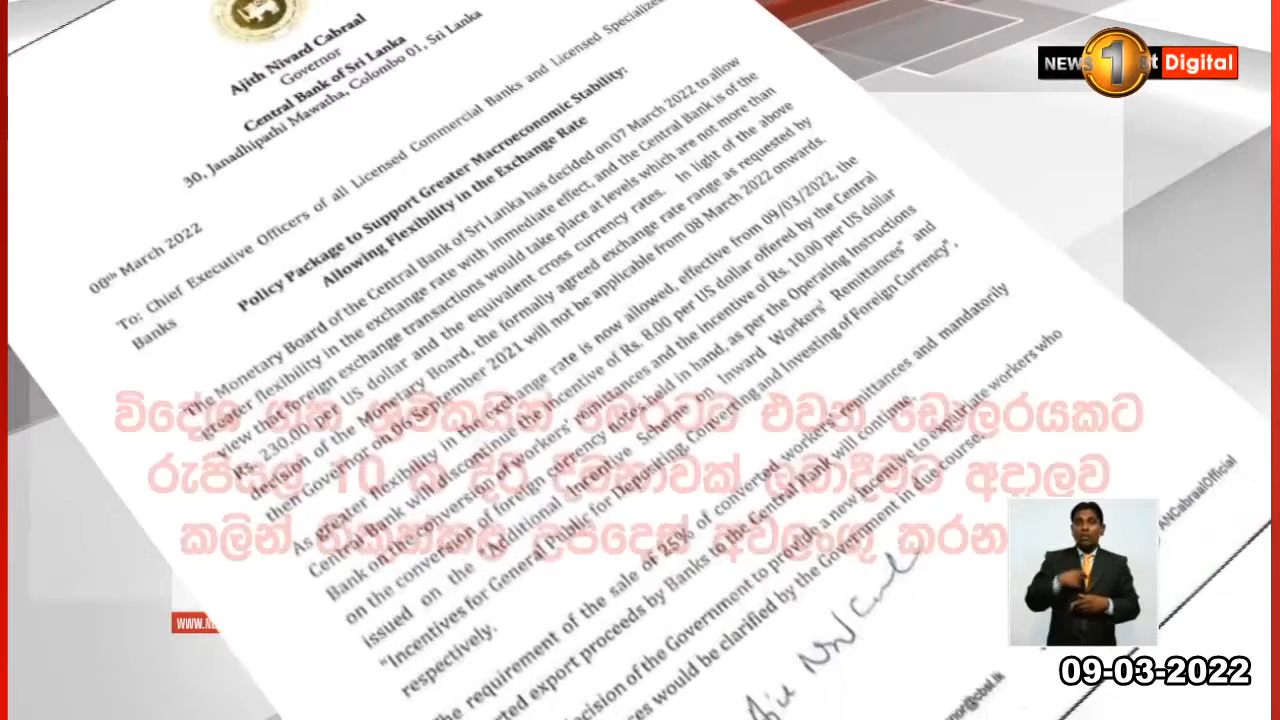 NEWS 1st Digital
Ajith Nivard Cabraal
Governor
Central Bank of Sri Lanka
30, Janadhipathi Mawatha, Colombo 01, Sri Lanka
08th March 2022
To: Chief Executive Officers of all Licensed Commercial Banks and Licensed Specialized
Banks
Policy Package to Support Greater Macroeconomic Stability:
Allowing Flexibility in the Exchange Rate
The Monetary Board of the Central Bank of Sri Lanka has decided on 07 March 2022 to allow
greater flexibility in the exchange rate with immediate effect, and the Central Bank is of the
view that foreign exchange transactions would take place at levels which are not more than
Rs. 230.00 per US dollar and the equivalent cross currency rates. In light of the above
decision of the Monetary Board, the formally agreed exchange rate range as requested by
then Governor on 06 September 2021 will not be applicable from 08 March 2022 onwards.
As greater flexibility in the exchange rate is now allowed, effective from 09/03/2022, the
Central Bank will discontinue the incentive of Rs. 8.00 per US dollar offered by the Central
Bank on the conversion of workers' remittances and the incentive of Rs. 10.00 per US dollar
on the conversion of foreign currency notes held in hand, as per the Operating Instructions
issued on the "Additional Incentive Scheme on Inward Workers' Remittances" and
"Incentives for General Public for Depositing, Converting and Investing of Foreign Currency",
respectively.
The requirement of the sale of 25% of converted workers' remittances and mandatorily
export proceeds by Banks to the Central Bank will continue.
of the Government to provide a new incentive to expatriate workers who
would be clarified by the Government in due course.
විදේශ ගත ශ්‍රමිකයින් මෙරටට එවන ඩොලරයකට
රුපියල් 10 ක දිරි දීමනාවක් ලබාදීමට අදාළව
කලින් නිකුත්කළ උපදෙස් අවලංගු කරන
ANCabraalOfficial
09-03-2022